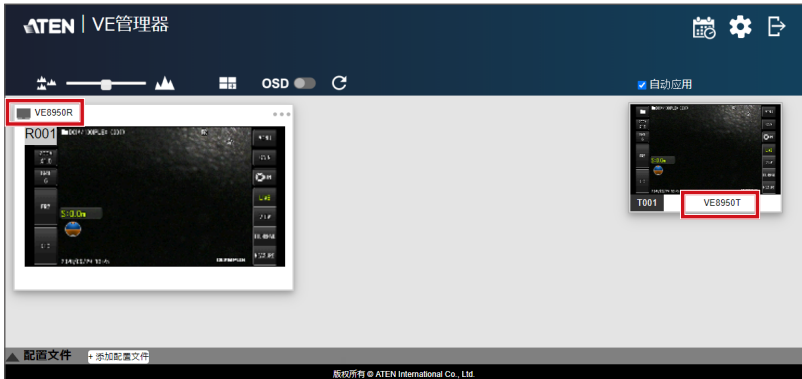 ATEN VE管理器
OSD
自动应用
VE8950R
R001
S:0.0m
OLYMPUS
T001
VE8950T
配置文件
+ 添加配置文件
版权所有 © ATEN International Co., Ltd.